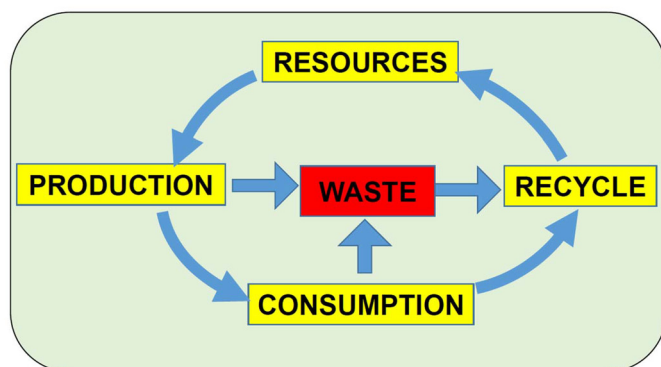 RESOURCES
PRODUCTION
WASTE
RECYCLE
CONSUMPTION